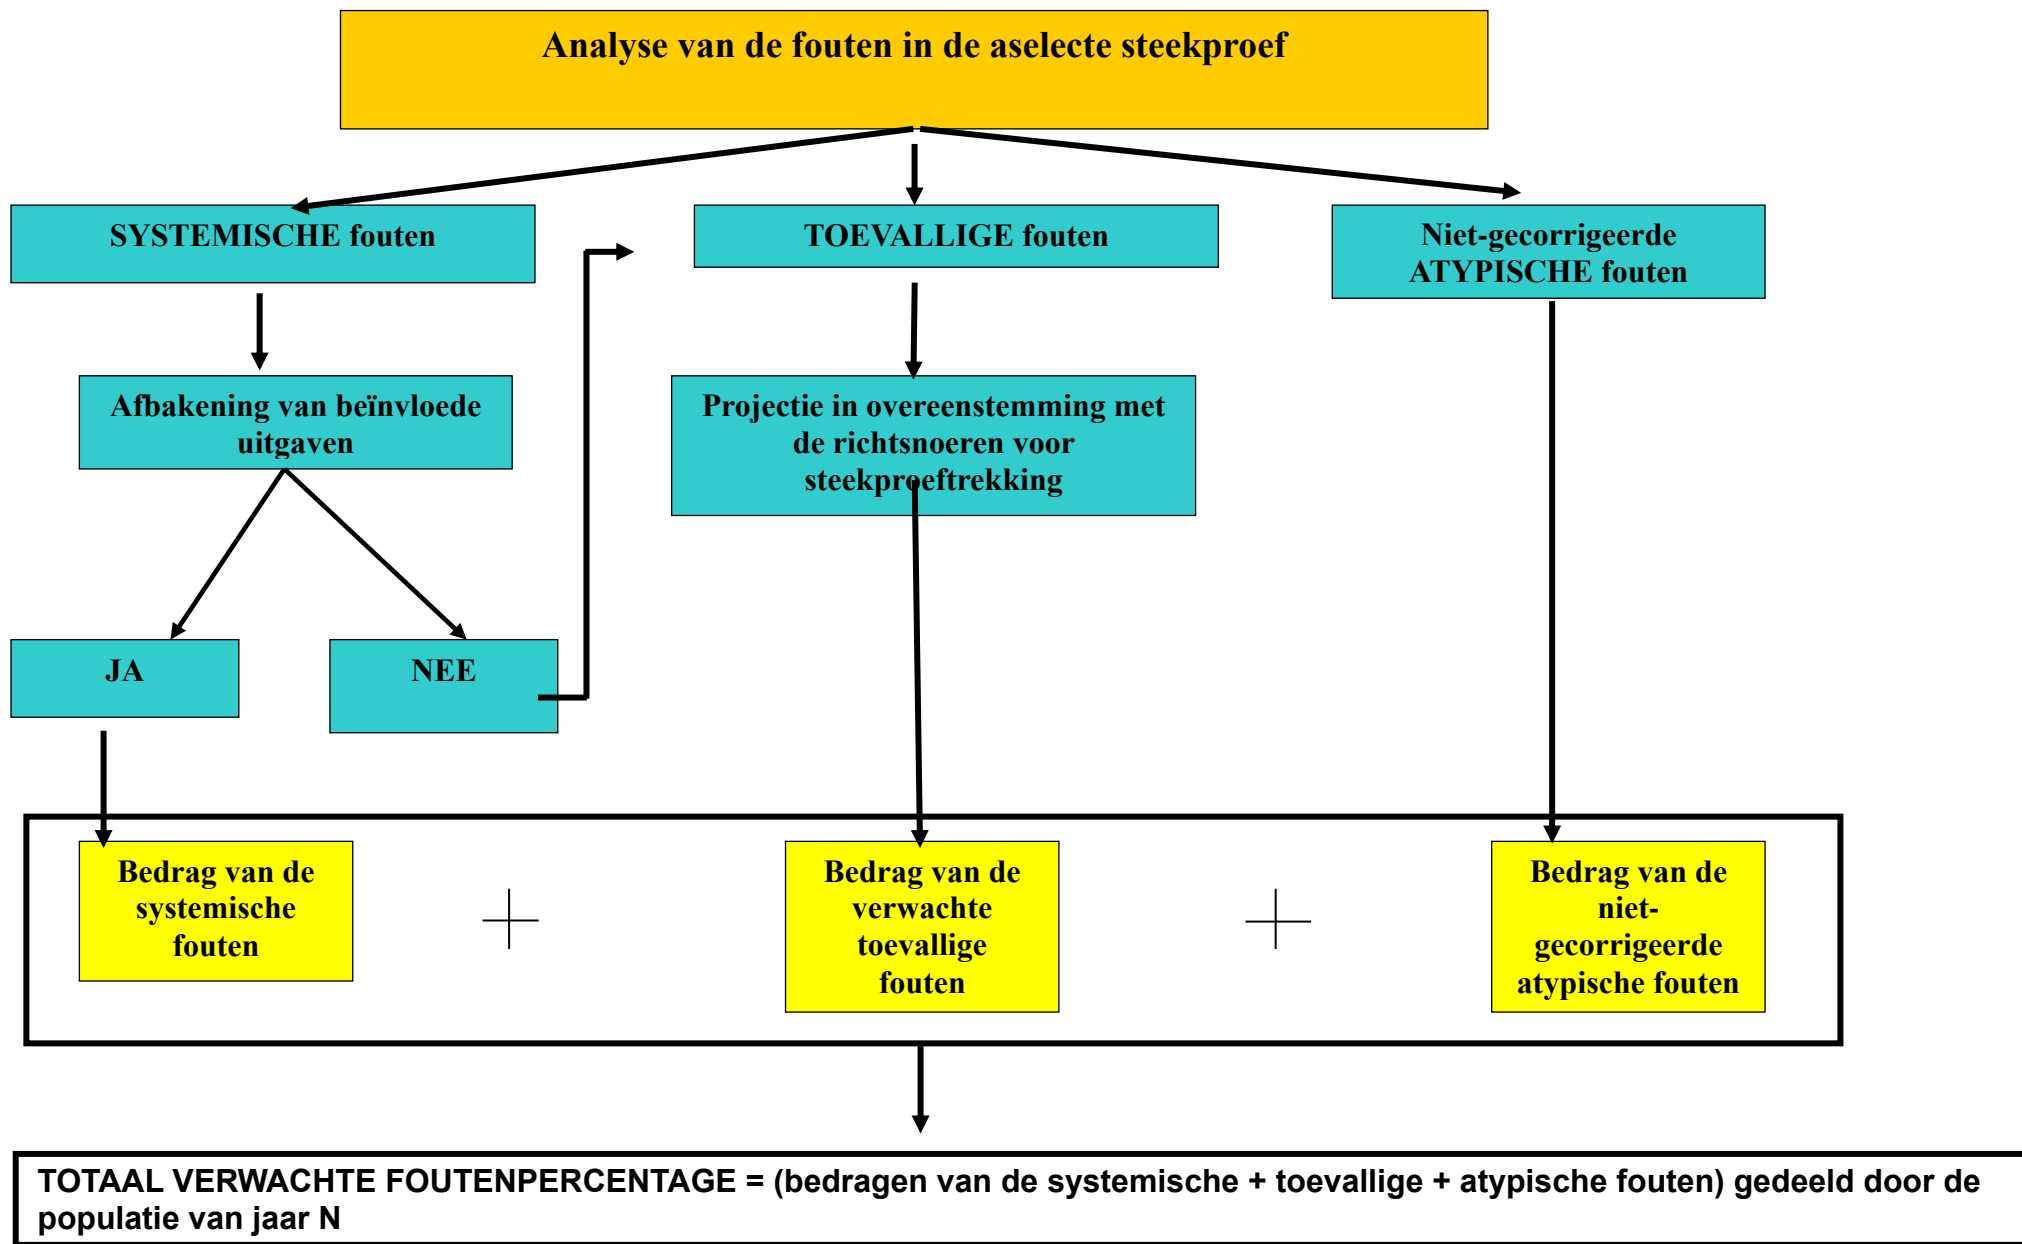 Analyse van de fouten in de aselecte steekproef
SYSTEMISCHE fouten
TOEVALLIGE fouten
Niet-gecorrigeerde
ATYPISCHE fouten
Afbakening van beïnvloede
uitgaven
Projectie in overeenstemming met
de richtsnoeren voor
steekproeftrekking
JA
NEE
Bedrag van de
systemische
fouten
Bedrag van de
verwachte
toevallige
fouten
Bedrag van de
niet-
gecorrigeerde
atypische fouten
TOTAAL VERWACHTE FOUTENPERCENTAGE = (bedragen van de systemische + toevallige + atypische fouten) gedeeld door de
populatie van jaar N